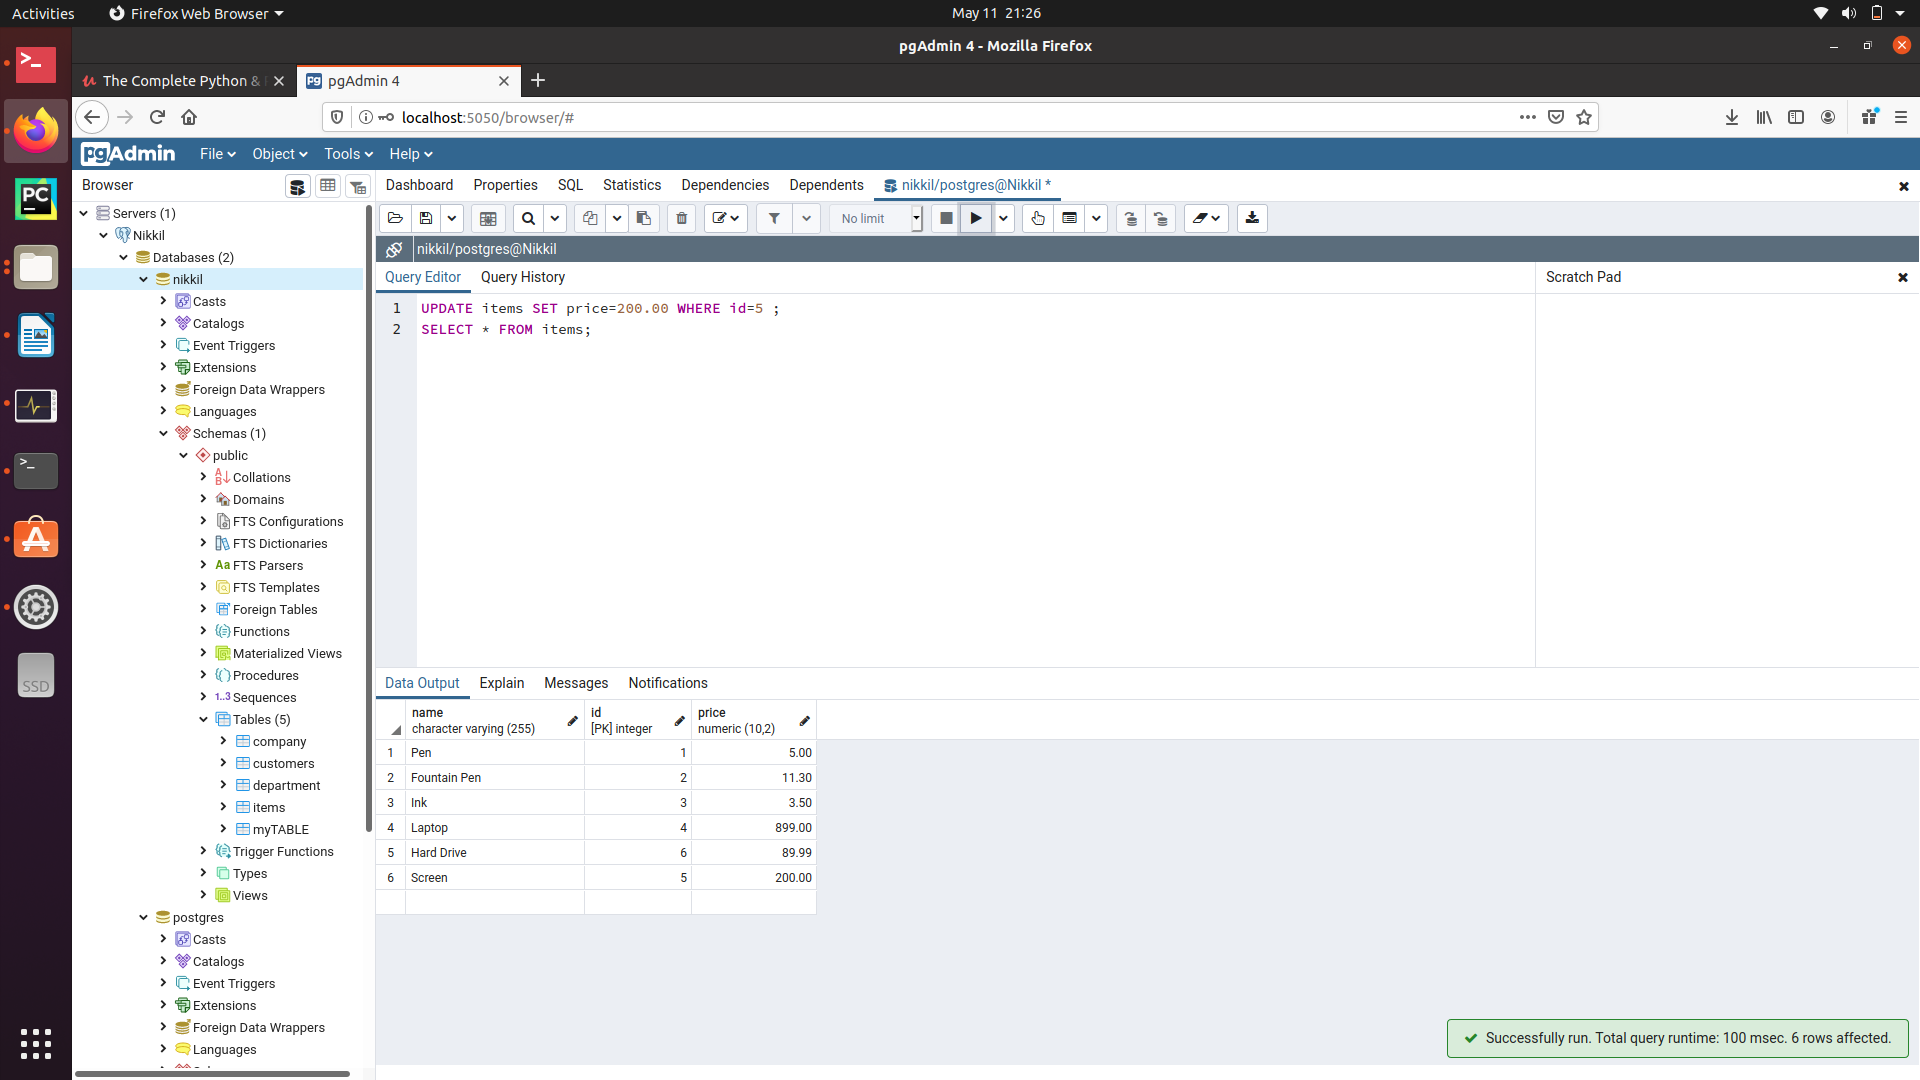 Activities Firefox Web Browser May 11 21:26
pgAdmin 4 - Mozilla Firefox
The Complete Python & pgAdmin 4
localhost:5050/browser/#
pgAdmin File Object Tools Help
Browser Dashboard Properties SQL Statistics Dependencies Dependents nikkil/postgres@Nikkil *
No limit
nikkil/postgres@Nikkil
Query Editor Query History Scratch Pad
1 UPDATE items SET price=200.00 WHERE id=5 ;
2 SELECT * FROM items;
Servers (1)
Nikkil
Databases (2)
nikkil
Casts
Catalogs
Event Triggers
Extensions
Foreign Data Wrappers
Languages
Schemas (1)
public
Collations
Domains
FTS Configurations
FTS Dictionaries
Aa FTS Parsers
FTS Templates
Foreign Tables
Functions
Materialized Views
Procedures
1..3 Sequences
Tables (5)
company
customers
department
items
myTABLE
Trigger Functions
Types
Views
postgres
Casts
Catalogs
Event Triggers
Extensions
Foreign Data Wrappers
Languages
Data Output Explain Messages Notifications
name id price
character varying (255) [PK] integer numeric (10,2)
1 Pen 1 5.00
2 Fountain Pen 2 11.30
3 Ink 3 3.50
4 Laptop 4 899.00
5 Hard Drive 6 89.99
6 Screen 5 200.00
Successfully run. Total query runtime: 100 msec. 6 rows affected.
PC
SSD